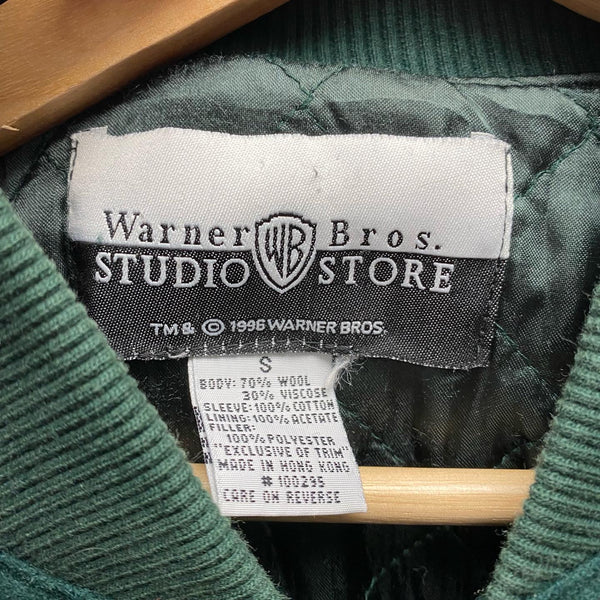 Warner Bros.
WB
STUDIO STORE
TM & © 1996 WARNER BROS.
S
BODY: 70% WOOL
30% VISCOSE
SLEEVE: 100% COTTON
LINING: 100% ACETATE
FILLER:
100% POLYESTER
"EXCLUSIVE OF TRIM"
MADE IN HONG KONG
#100295
CARE ON REVERSE